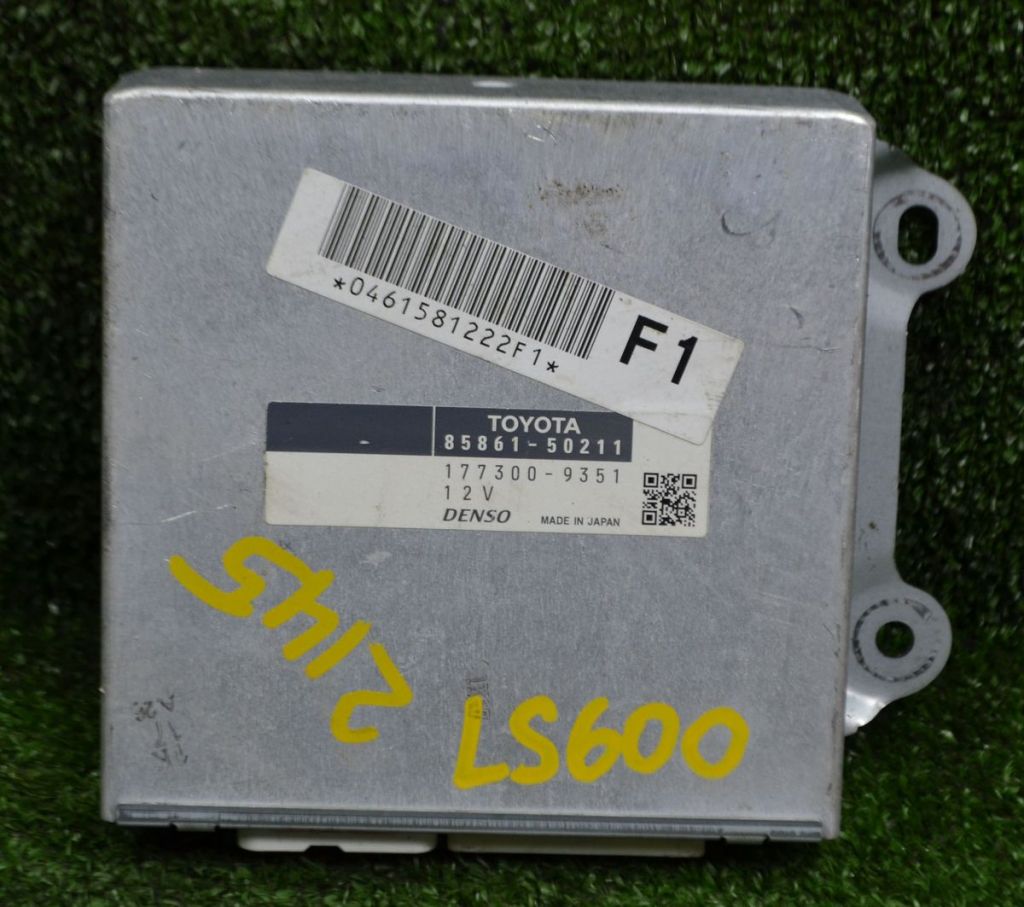 *0461581222F1*
F1
TOYOTA
85861-50211
177300-9351
12V
DENSO MADE IN JAPAN
2145
LS600